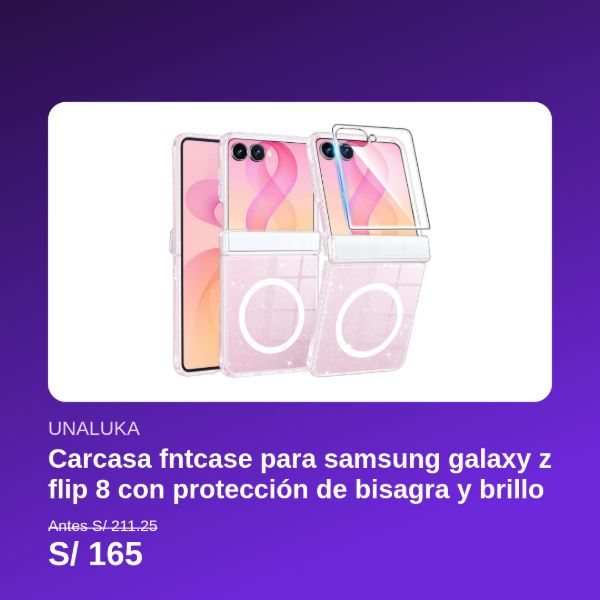 UNALUKA
Carcasa fntcase para samsung galaxy z
flip 8 con protección de bisagra y brillo
Antes S/ 211.25
S/ 165